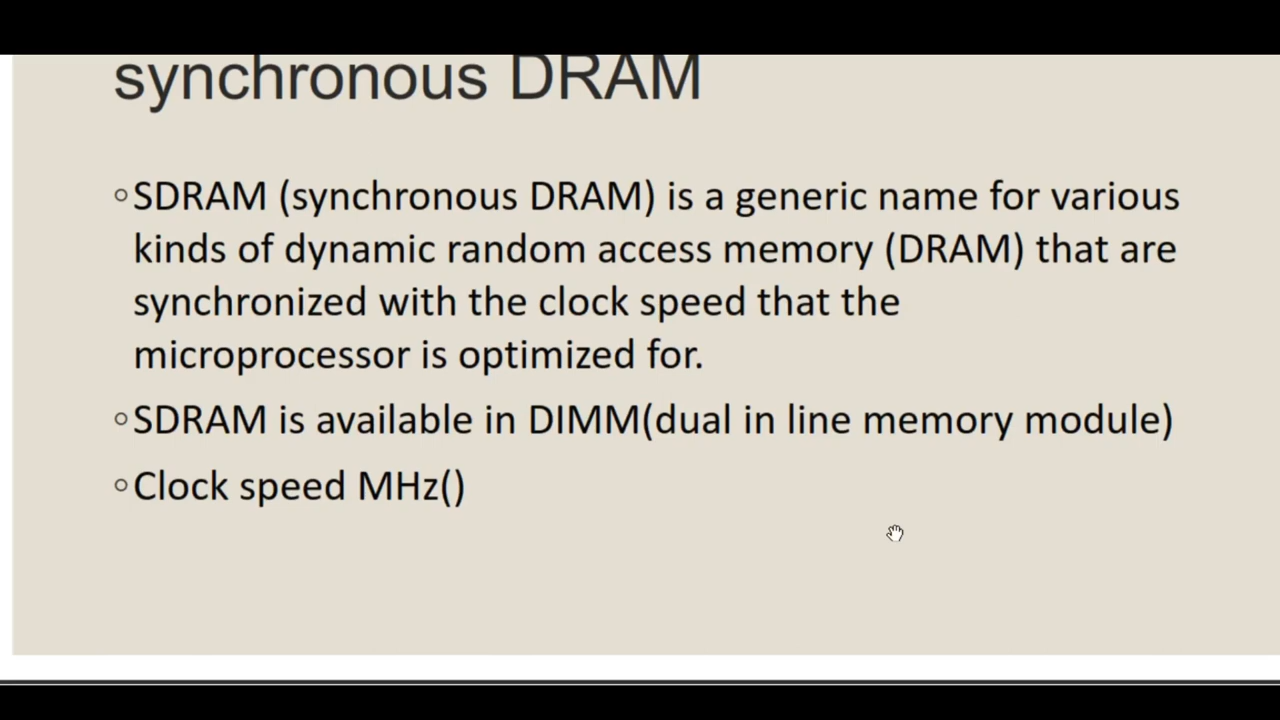 synchronous DRAM
◦SDRAM (synchronous DRAM) is a generic name for various
kinds of dynamic random access memory (DRAM) that are
synchronized with the clock speed that the
microprocessor is optimized for.
◦SDRAM is available in DIMM(dual in line memory module)
◦Clock speed MHz()